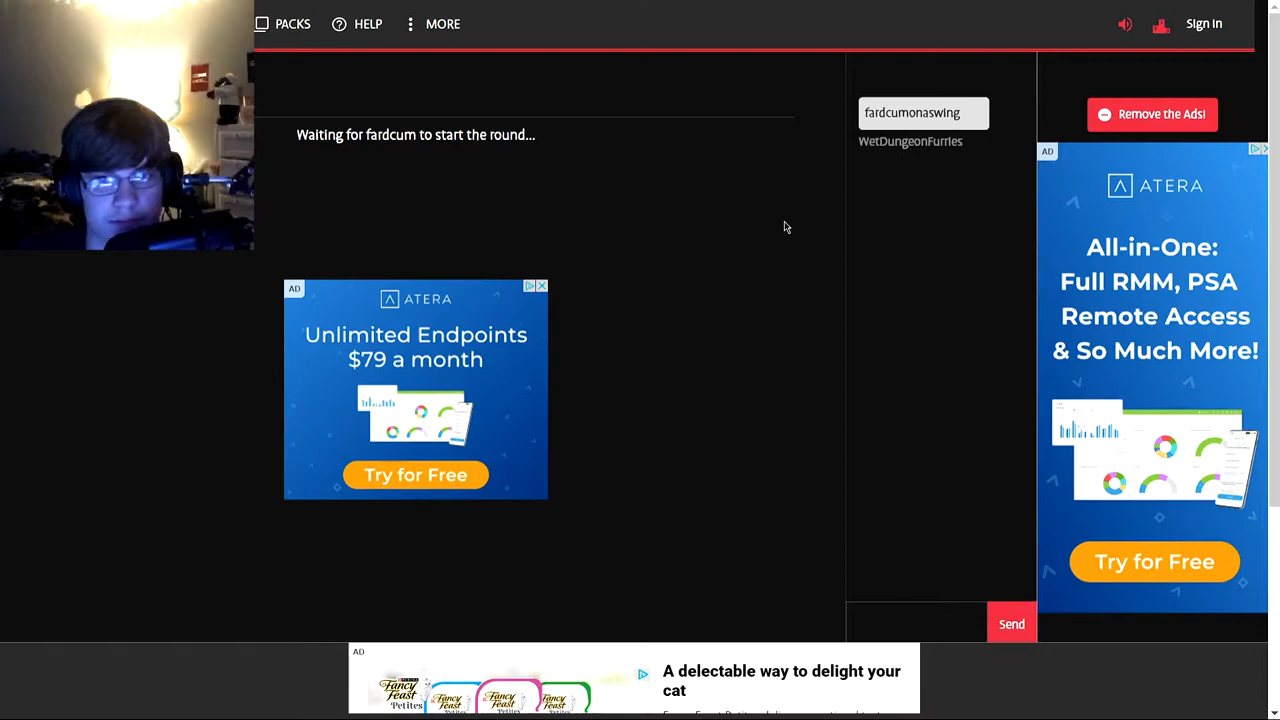 PACKS
HELP
MORE
Sign in
Waiting for fardcum to start the round...
fardcumonaswing
WetDungeonFurries
Remove the Ads!
AD
ATERA
Unlimited Endpoints
$79 a month
Try for Free
AD
ATERA
All-in-One:
Full RMM, PSA
Remote Access
& So Much More!
Try for Free
Send
AD
PURINA
Fancy
Feast
Petites
A delectable way to delight your
cat